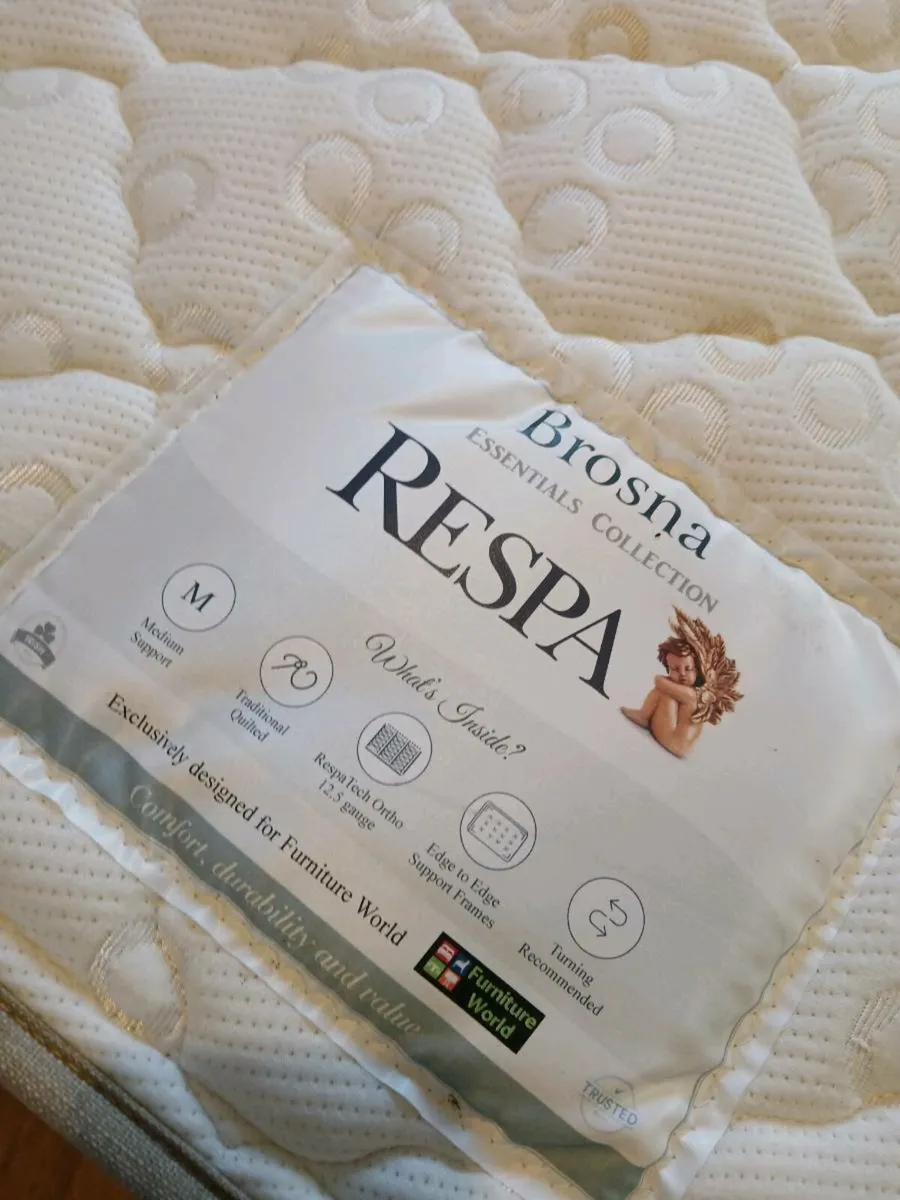 Brosna
ESSENTIALS COLLECTION
RESPA
What's Inside?
M
Medium
Support
Traditional
Quilted
RespaTech Ortho
12.5 gauge
Edge to Edge
Support Frames
Turning
Recommended
Exclusively designed for Furniture World
Furniture
World
Comfort, durability and value
TRUSTED